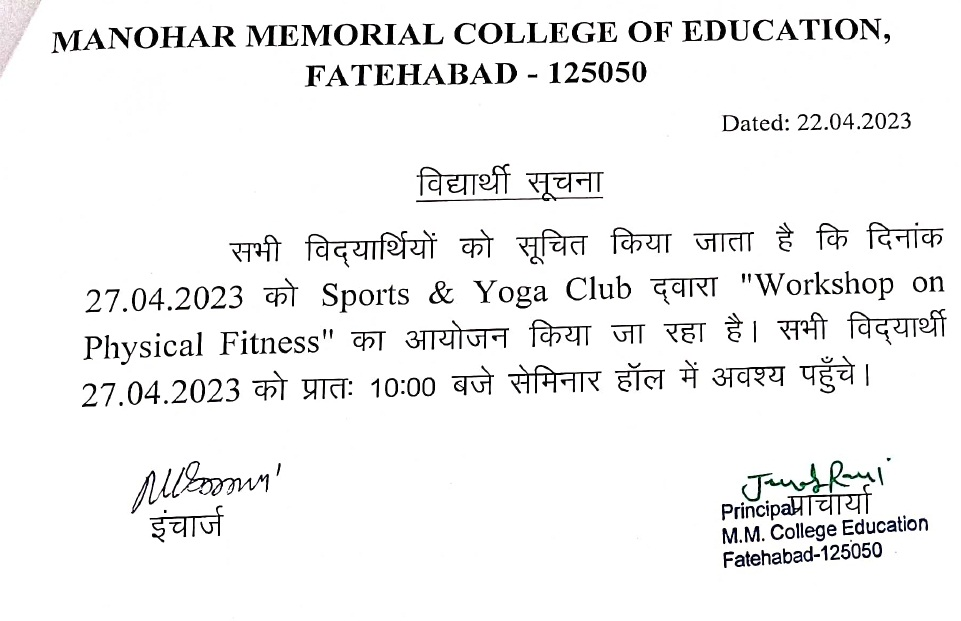 MANOHAR MEMORIAL COLLEGE OF EDUCATION,
FATEHABAD - 125050
Dated: 22.04.2023
विद्यार्थी सूचना
सभी विद्‌यार्थियों को सूचित किया जाता है कि दिनांक
27.04.2023 को Sports & Yoga Club द्‌वारा "Workshop on
Physical Fitness" का आयोजन किया जा रहा है। सभी विद्‌यार्थी
27.04.2023 को प्रातः 10:00 बजे सेमिनार हॉल में अवश्य पहुँचे।
इंचार्ज
प्राचार्या
Principal
M.M. College Education
Fatehabad-125050